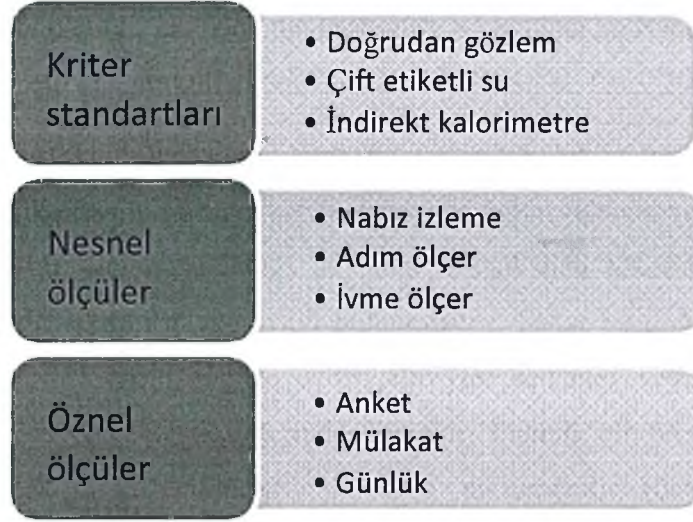 Kriter
standartları
• Doğrudan gözlem
• Çift etiketli su
• İndirekt kalorimetre
Nesnel
ölçüler
• Nabız izleme
• Adım ölçer
• İvme ölçer
Öznel
ölçüler
• Anket
• Mülakat
• Günlük